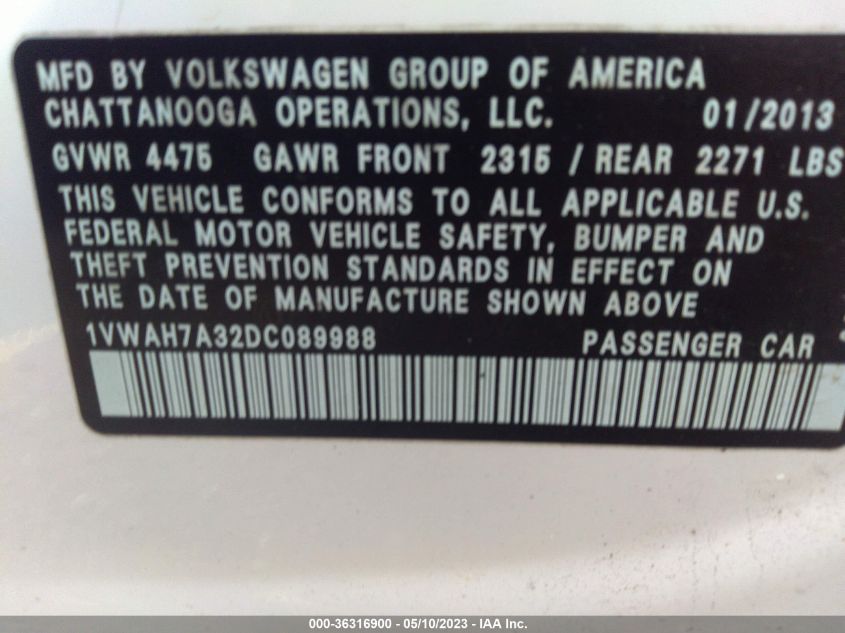 MFD BY VOLKSWAGEN GROUP OF AMERICA
CHATTANOOGA OPERATIONS, LLC. 01/2013
GVWR 4475 GAWR FRONT 2315 / REAR 2271 LBS
THIS VEHICLE CONFORMS TO ALL APPLICABLE U.S.
FEDERAL MOTOR VEHICLE SAFETY, BUMPER AND
THEFT PREVENTION STANDARDS IN EFFECT ON
THE DATE OF MANUFACTURE SHOWN ABOVE
1VWAH7A32DC089988 PASSENGER CAR
000-36316900 - 05/10/2023 - IAA Inc.